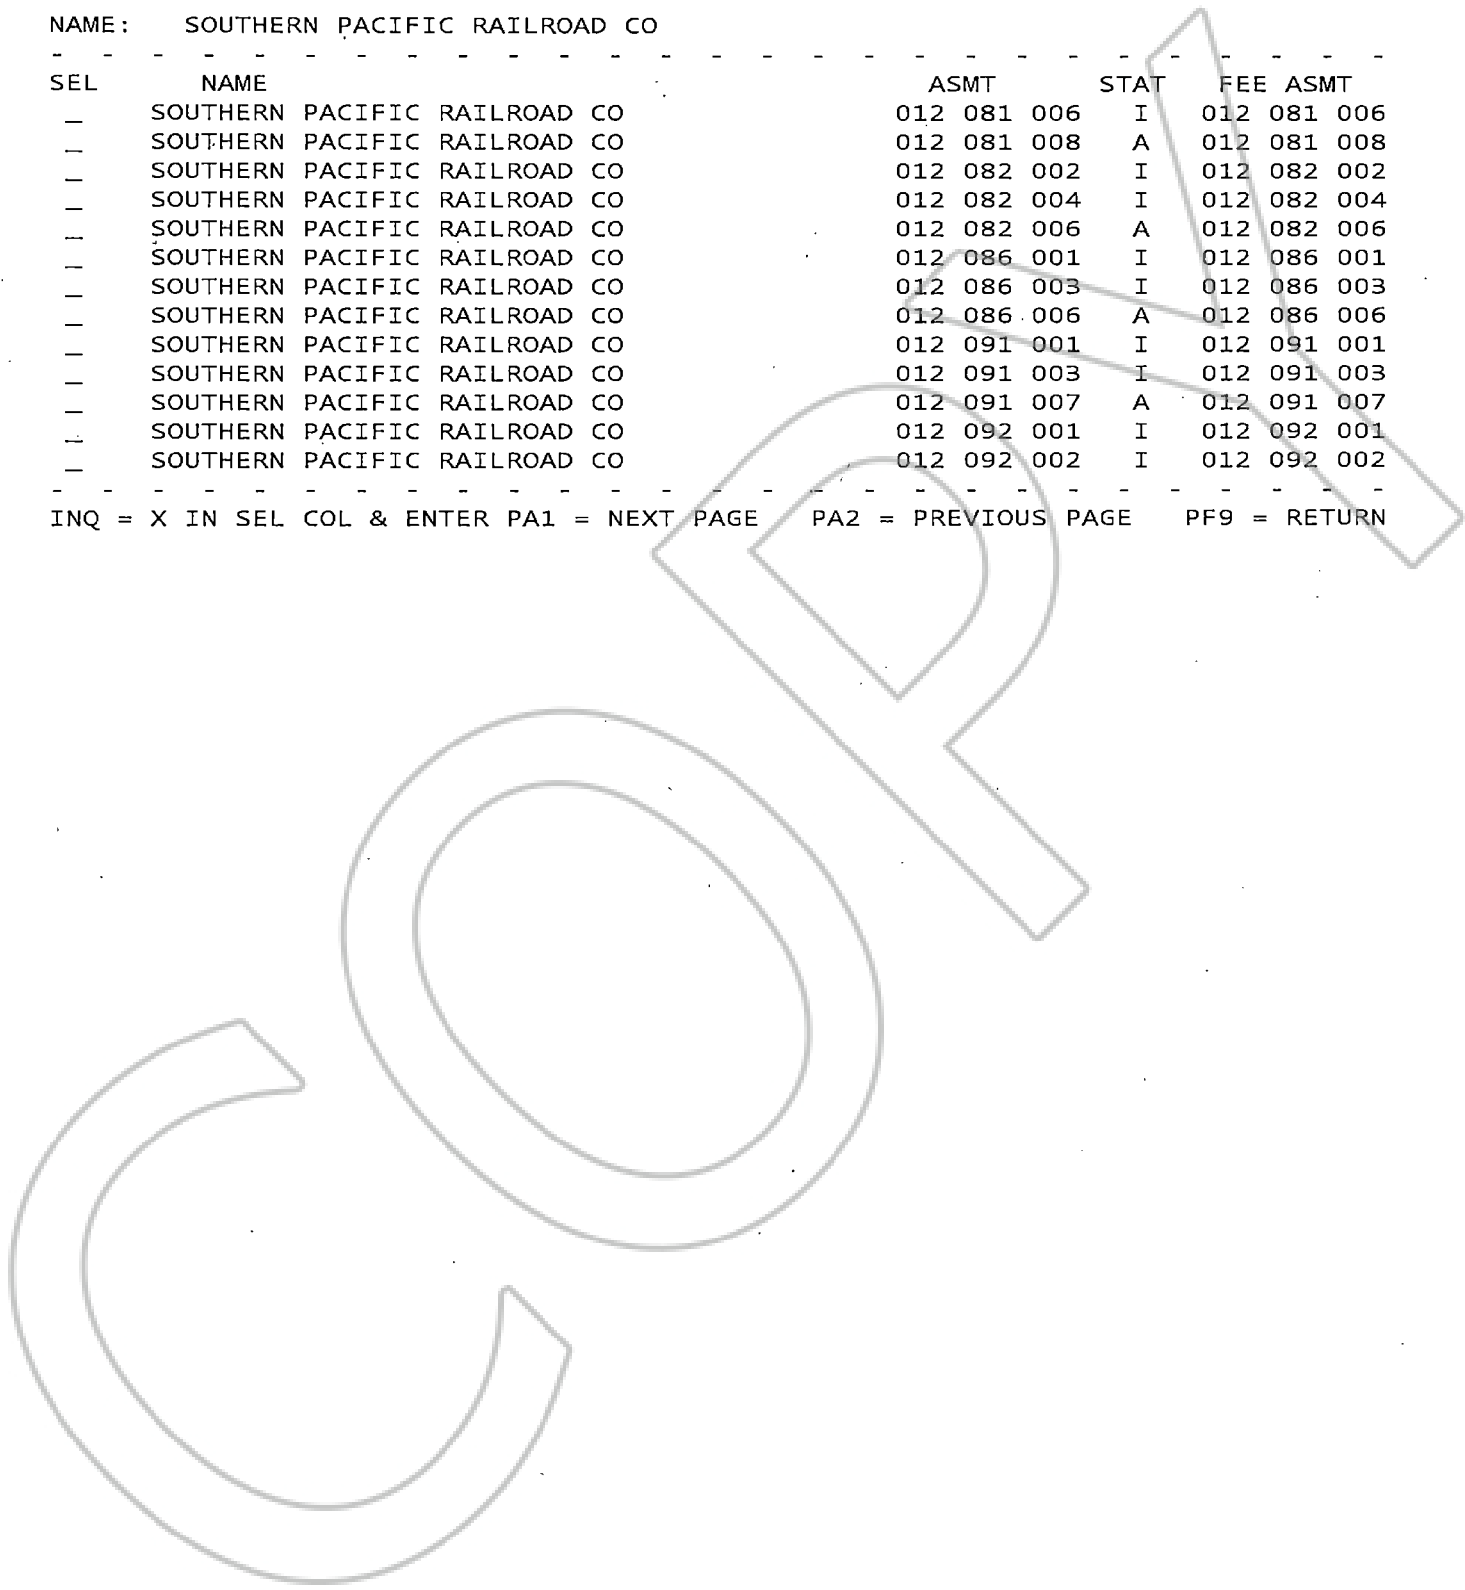 NAME: SOUTHERN PACIFIC RAILROAD CO
- - - - - - - - - - - - - - - - - - - - - - - - - - -
SEL NAME ASMT STAT FEE ASMT
_ SOUTHERN PACIFIC RAILROAD CO 012 081 006 I 012 081 006
_ SOUTHERN PACIFIC RAILROAD CO 012 081 008 A 012 081 008
_ SOUTHERN PACIFIC RAILROAD CO 012 082 002 I 012 082 002
_ SOUTHERN PACIFIC RAILROAD CO 012 082 004 I 012 082 004
_ SOUTHERN PACIFIC RAILROAD CO 012 082 006 A 012 082 006
_ SOUTHERN PACIFIC RAILROAD CO 012 086 001 I 012 086 001
_ SOUTHERN PACIFIC RAILROAD CO 012 086 003 I 012 086 003
_ SOUTHERN PACIFIC RAILROAD CO 012 086 006 A 012 086 006
_ SOUTHERN PACIFIC RAILROAD CO 012 091 001 I 012 091 001
_ SOUTHERN PACIFIC RAILROAD CO 012 091 003 I 012 091 003
_ SOUTHERN PACIFIC RAILROAD CO 012 091 007 A 012 091 007
_ SOUTHERN PACIFIC RAILROAD CO 012 092 001 I 012 092 001
_ SOUTHERN PACIFIC RAILROAD CO 012 092 002 I 012 092 002
- - - - - - - - - - - - - - - - - - - - - - - - - - -
INQ = X IN SEL COL & ENTER PA1 = NEXT PAGE PA2 = PREVIOUS PAGE PF9 = RETURN
COPY